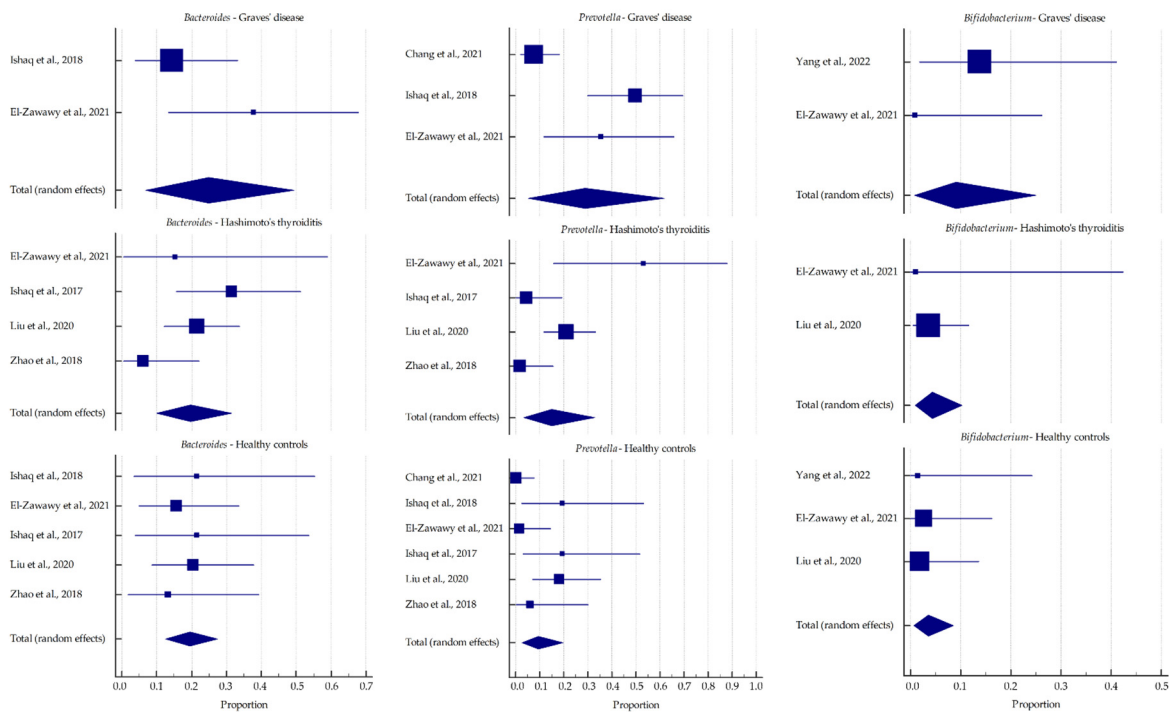 Bacteroides - Graves' disease
Ishaq et al., 2018
El-Zawawy et al., 2021
Total (random effects)
Bacteroides - Hashimoto's thyroiditis
El-Zawawy et al., 2021
Ishaq et al., 2017
Liu et al., 2020
Zhao et al., 2018
Total (random effects)
Bacteroides - Healthy controls
Ishaq et al., 2018
El-Zawawy et al., 2021
Ishaq et al., 2017
Liu et al., 2020
Zhao et al., 2018
Total (random effects)
0.0 0.1 0.2 0.3 0.4 0.5 0.6 0.7
Proportion
Prevotella - Graves' disease
Chang et al., 2021
Ishaq et al., 2018
El-Zawawy et al., 2021
Total (random effects)
Prevotella - Hashimoto's thyroiditis
El-Zawawy et al., 2021
Ishaq et al., 2017
Liu et al., 2020
Zhao et al., 2018
Total (random effects)
Prevotella - Healthy controls
Chang et al., 2021
Ishaq et al., 2018
El-Zawawy et al., 2021
Ishaq et al., 2017
Liu et al., 2020
Zhao et al., 2018
Total (random effects)
0.0 0.1 0.2 0.3 0.4 0.5 0.6 0.7 0.8 0.9 1.0
Proportion
Bifidobacterium- Graves' disease
Yang et al., 2022
El-Zawawy et al., 2021
Total (random effects)
Bifidobacterium- Hashimoto's thyroiditis
El-Zawawy et al., 2021
Liu et al., 2020
Total (random effects)
Bifidobacterium- Healthy controls
Yang et al., 2022
El-Zawawy et al., 2021
Liu et al., 2020
Total (random effects)
0.0 0.1 0.2 0.3 0.4 0.5
Proportion